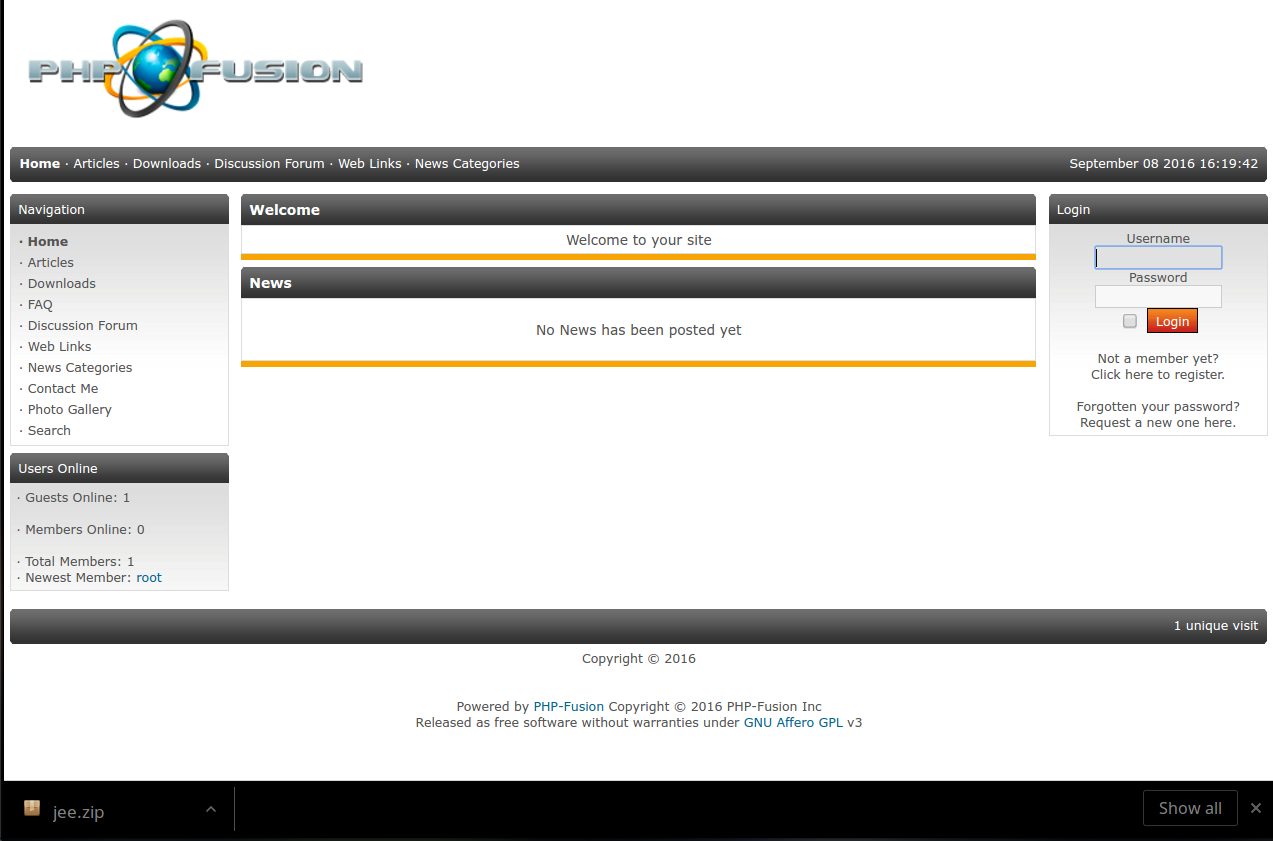 PHP FUSION
Home · Articles · Downloads · Discussion Forum · Web Links · News Categories
September 08 2016 16:19:42
Navigation
· Home
· Articles
· Downloads
· FAQ
· Discussion Forum
· Web Links
· News Categories
· Contact Me
· Photo Gallery
· Search
Users Online
· Guests Online: 1
· Members Online: 0
· Total Members: 1
· Newest Member: root
Welcome
Welcome to your site
News
No News has been posted yet
Login
Username
Password
Login
Not a member yet?
Click here to register.
Forgotten your password?
Request a new one here.
1 unique visit
Copyright © 2016
Powered by PHP-Fusion Copyright © 2016 PHP-Fusion Inc
Released as free software without warranties under GNU Affero GPL v3
jee.zip
Show all